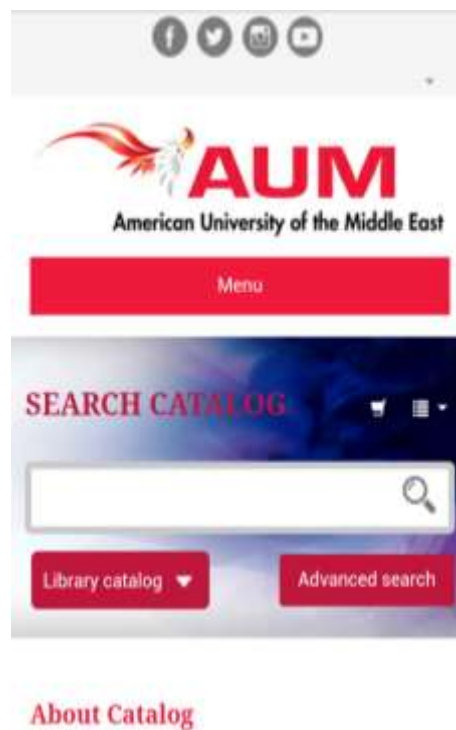 AUM
American University of the Middle East
Menu
SEARCH CATALOG
Library catalog
Advanced search
About Catalog